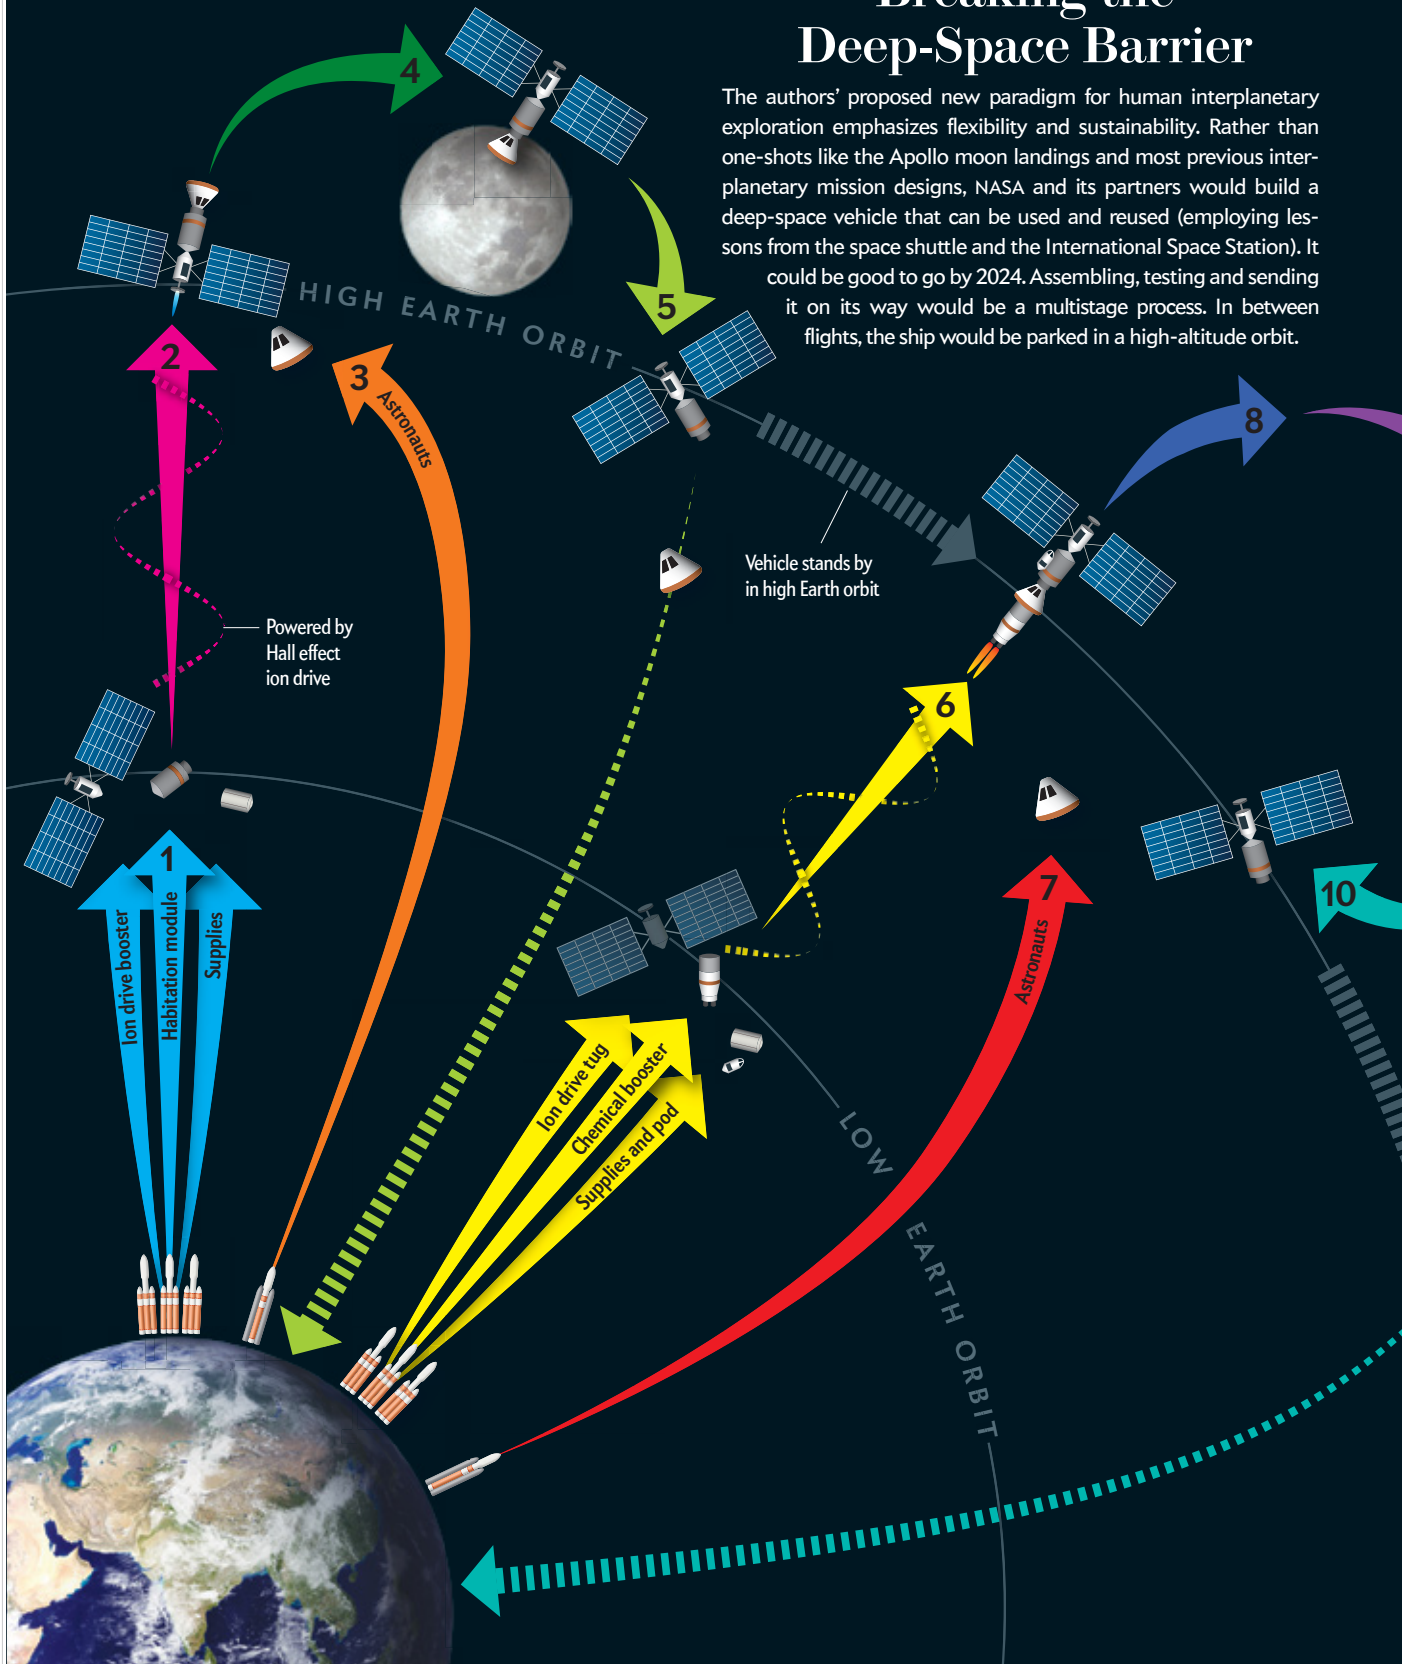 Breaking the
Deep-Space Barrier
The authors’ proposed new paradigm for human interplanetary
exploration emphasizes flexibility and sustainability. Rather than
one-shots like the Apollo moon landings and most previous inter-
planetary mission designs, NASA and its partners would build a
deep-space vehicle that can be used and reused (employing les-
sons from the space shuttle and the International Space Station). It
could be good to go by 2024. Assembling, testing and sending
it on its way would be a multistage process. In between
flights, the ship would be parked in a high-altitude orbit.
4
HIGH EARTH ORBIT
5
2
3
Astronauts
8
Vehicle stands by
in high Earth orbit
Powered by
Hall effect
ion drive
6
1
Ion drive booster
Habitation module
Supplies
7
Astronauts
10
Ion drive tug
Chemical booster
Supplies and pod
LOW EARTH ORBIT